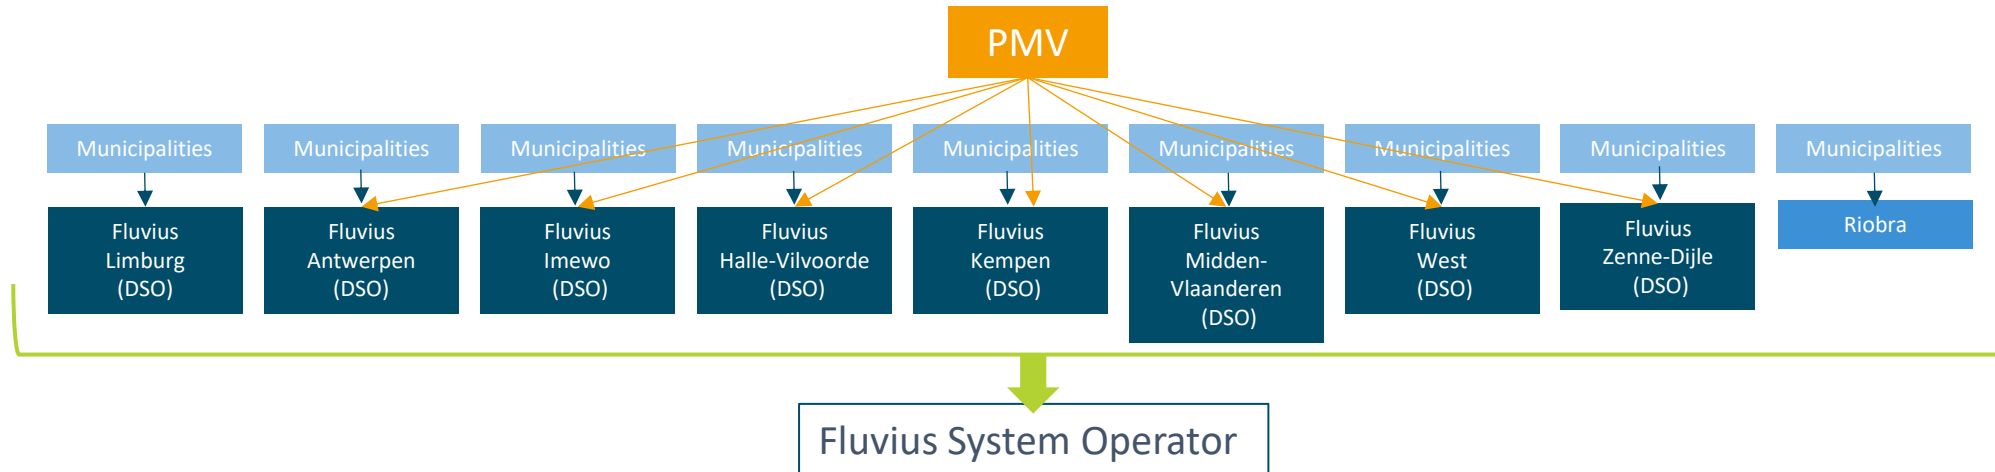 PMV
Municipalities
Municipalities
Municipalities
Municipalities
Municipalities
Municipalities
Municipalities
Municipalities
Municipalities
Fluvius
Limburg
(DSO)
Fluvius
Antwerpen
(DSO)
Fluvius
Imewo
(DSO)
Fluvius
Halle-Vilvoorde
(DSO)
Fluvius
Kempen
(DSO)
Fluvius
Midden-
Vlaanderen
(DSO)
Fluvius
West
(DSO)
Fluvius
Zenne-Dijle
(DSO)
Riobra
Fluvius System Operator